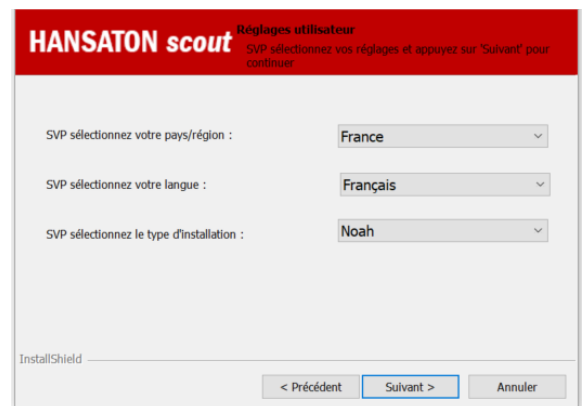 HANSATON scout
Réglages utilisateur
SVP sélectionnez vos réglages et appuyez sur 'Suivant' pour
continuer
SVP sélectionnez votre pays/région :
France
SVP sélectionnez votre langue :
Français
SVP sélectionnez le type d'installation :
Noah
InstallShield
< Précédent
Suivant >
Annuler